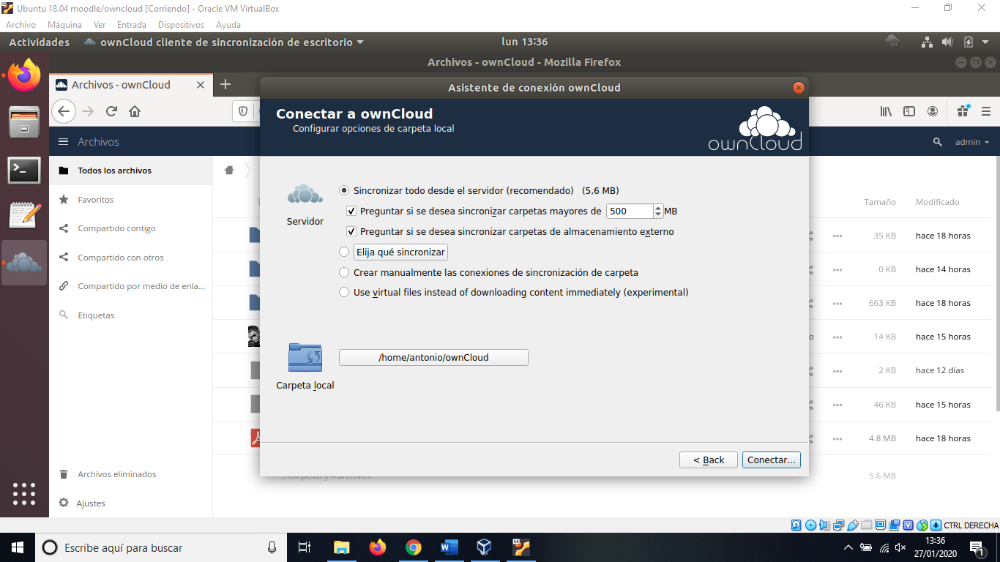 Ubuntu 18.04 moodle/owncloud [Corriendo] - Oracle VM VirtualBox
Archivo Máquina Ver Entrada Dispositivos Ayuda
Actividades ownCloud cliente de sincronización de escritorio lun 13:36
Archivos - ownCloud - Mozilla Firefox
Archivos - ownCloud
Asistente de conexión ownCloud
Conectar a ownCloud
Configurar opciones de carpeta local
ownCloud
Archivos
admin
Todos los archivos
Favoritos
Compartido contigo
Compartido con otros
Compartido por medio de enla...
Etiquetas
Archivos eliminados
Ajustes
Servidor
Sincronizar todo desde el servidor (recomendado) (5,6 MB)
Preguntar si se desea sincronizar carpetas mayores de 500 MB
Preguntar si se desea sincronizar carpetas de almacenamiento externo
Elija qué sincronizar
Crear manualmente las conexiones de sincronización de carpeta
Use virtual files instead of downloading content immediately (experimental)
/home/antonio/ownCloud
Carpeta local
< Back
Conectar...
Tamaño Modificado
35 KB hace 18 horas
0 KB hace 14 horas
663 KB hace 18 horas
14 KB hace 15 horas
2 KB hace 12 días
46 KB hace 15 horas
4.8 MB hace 18 horas
3 carpetas y 4 archivos 5.6 MB
CTRL DERECHA
Escribe aquí para buscar
13:36
27/01/2020
1